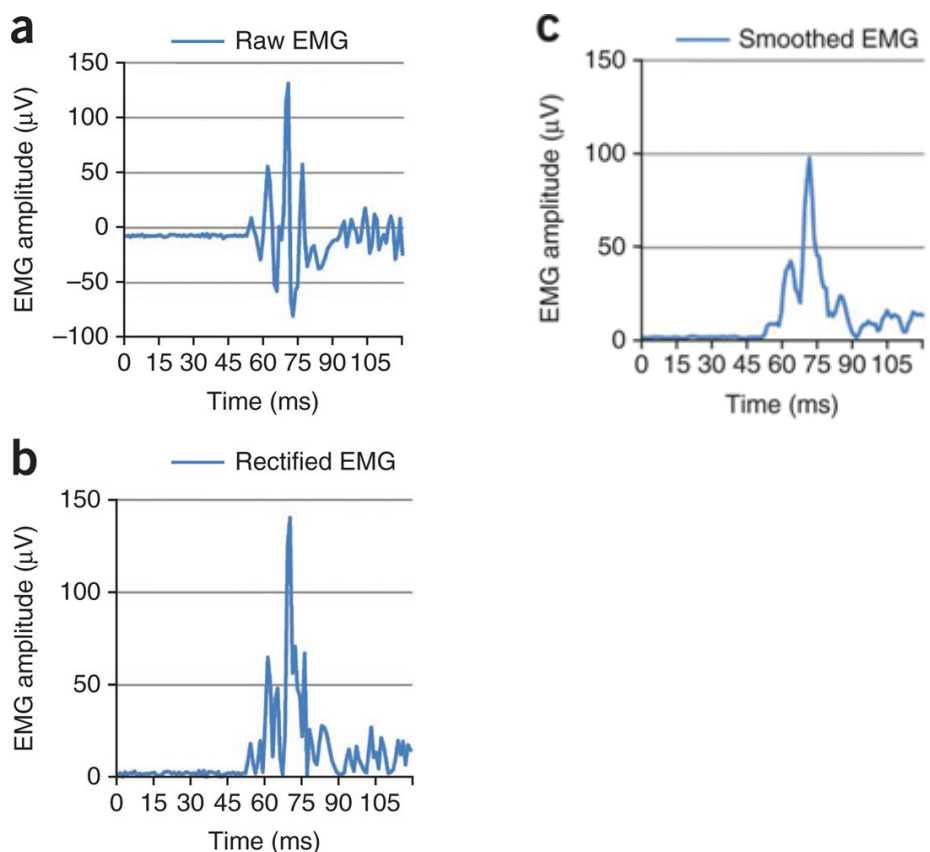 a
Raw EMG
150
100
50
0
–50
–100
EMG amplitude (μV)
0 15 30 45 60 75 90 105
Time (ms)
b
Rectified EMG
150
100
50
0
EMG amplitude (μV)
0 15 30 45 60 75 90 105
Time (ms)
c
Smoothed EMG
150
100
50
0
EMG amplitude (μV)
0 15 30 45 60 75 90 105
Time (ms)